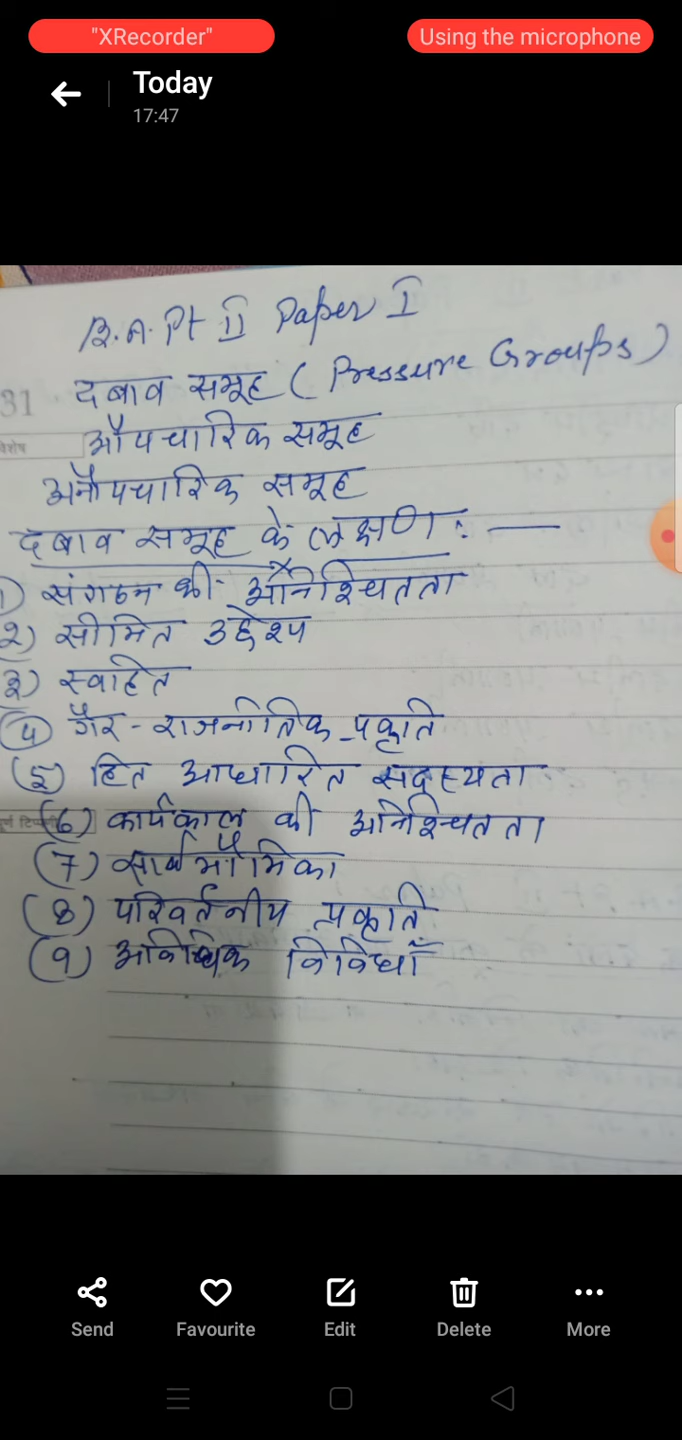 "XRecorder"
Using the microphone
Today
17:47
B.A. Pt II Paper I
31 दबाव समूह ( Pressure Groups )
विशेष औपचारिक समूह
अनौपचारिक समूह
दबाव समूह के लक्षण :—
1) संगठन की अनिश्चितता
2) सीमित उद्देश्य
3) स्वाहित
(4) गैर - राजनीतिक प्रकृति
(5) हित आधारित सदस्यता
(6) कार्यकाल की अनिश्चितता
(7) सार्वभौमिका
(8) परिवर्तनीय प्रकृति
(9)
Send
Favourite
Edit
Delete
More